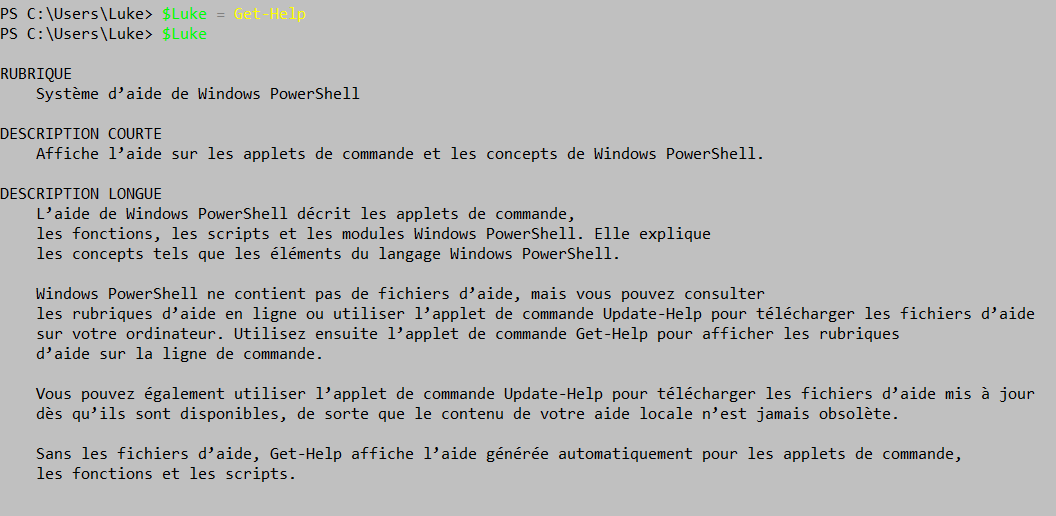 PS C:\Users\Luke> $Luke = Get-Help
PS C:\Users\Luke> $Luke
RUBRIQUE
Système d’aide de Windows PowerShell
DESCRIPTION COURTE
Affiche l’aide sur les applets de commande et les concepts de Windows PowerShell.
DESCRIPTION LONGUE
L’aide de Windows PowerShell décrit les applets de commande,
les fonctions, les scripts et les modules Windows PowerShell. Elle explique
les concepts tels que les éléments du langage Windows PowerShell.
Windows PowerShell ne contient pas de fichiers d’aide, mais vous pouvez consulter
les rubriques d’aide en ligne ou utiliser l’applet de commande Update-Help pour télécharger les fichiers d’aide
sur votre ordinateur. Utilisez ensuite l’applet de commande Get-Help pour afficher les rubriques
d’aide sur la ligne de commande.
Vous pouvez également utiliser l’applet de commande Update-Help pour télécharger les fichiers d’aide mis à jour
dès qu’ils sont disponibles, de sorte que le contenu de votre aide locale n’est jamais obsolète.
Sans les fichiers d’aide, Get-Help affiche l’aide générée automatiquement pour les applets de commande,
les fonctions et les scripts.